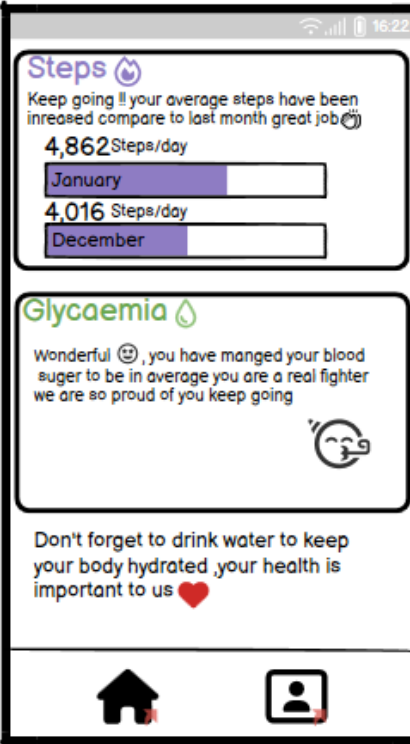 16:22
Steps
Keep going !! your average steps have been
inreased compare to last month great job
4,862 Steps/day
January
4,016 Steps/day
December
Glycaemia
Wonderful , you have manged your blood
suger to be in average you are a real fighter
we are so proud of you keep going
Don't forget to drink water to keep
your body hydrated ,your health is
important to us